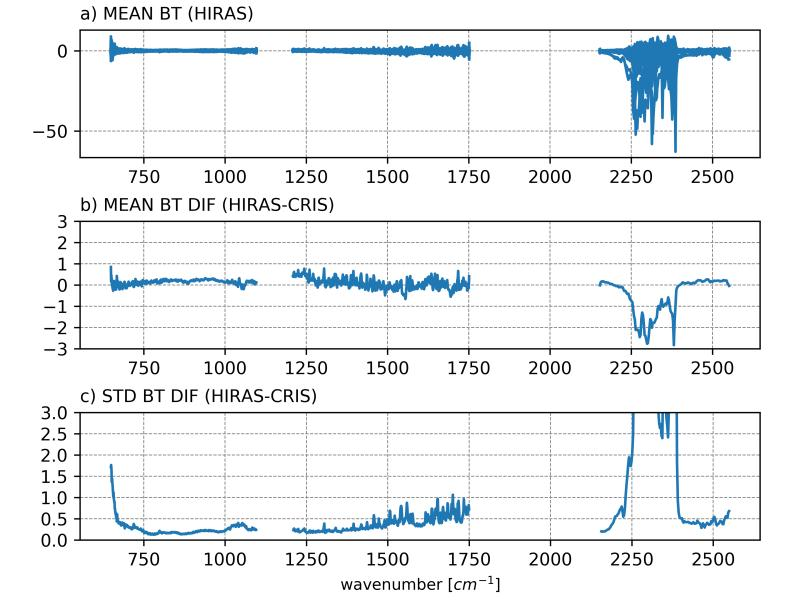 a) MEAN BT (HIRAS)
0
−50
750 1000 1250 1500 1750 2000 2250 2500
b) MEAN BT DIF (HIRAS-CRIS)
3
2
1
0
−1
−2
−3
750 1000 1250 1500 1750 2000 2250 2500
c) STD BT DIF (HIRAS-CRIS)
3.0
2.5
2.0
1.5
1.0
0.5
0.0
750 1000 1250 1500 1750 2000 2250 2500
wavenumber [cm⁻¹]